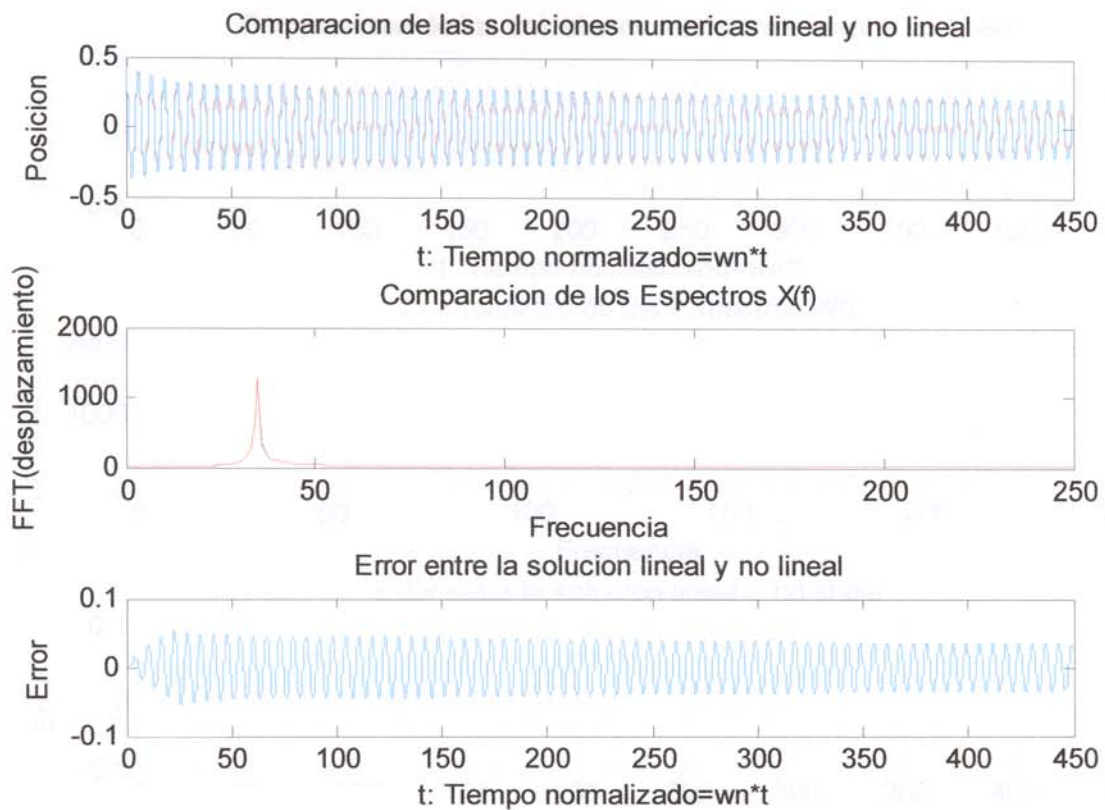 Comparacion de las soluciones numericas lineal y no lineal
0.5
0
-0.5
Posicion
0 50 100 150 200 250 300 350 400 450
t: Tiempo normalizado=wn*t
Comparacion de los Espectros X(f)
2000
1000
0
FFT(desplazamiento)
0 50 100 150 200 250
Frecuencia
Error entre la solucion lineal y no lineal
0.1
0
-0.1
Error
0 50 100 150 200 250 300 350 400 450
t: Tiempo normalizado=wn*t